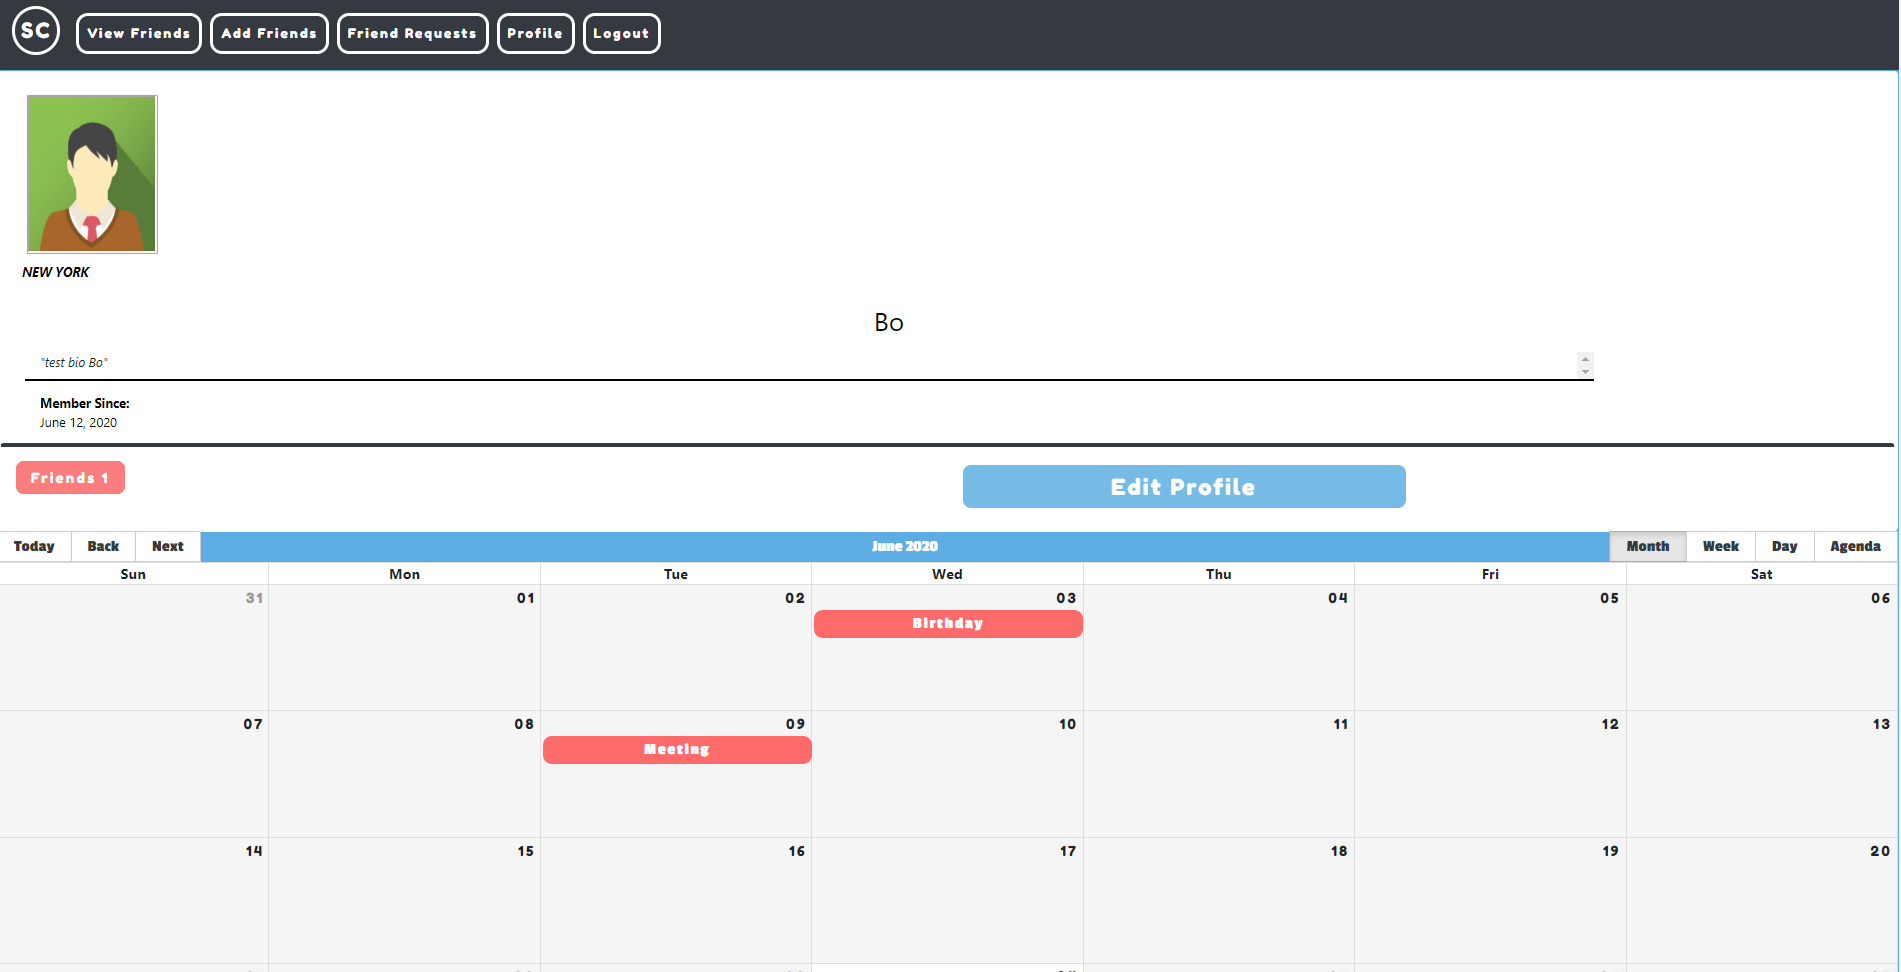 SC View Friends Add Friends Friend Requests Profile Logout
NEW YORK
Bo
"test bio Bo"
Member Since:
June 12, 2020
Friends 1 Edit Profile
Today Back Next June 2020 Month Week Day Agenda
Sun Mon Tue Wed Thu Fri Sat
31 01 02 03 04 05 06
Birthday
07 08 09 10 11 12 13
Meeting
14 15 16 17 18 19 20